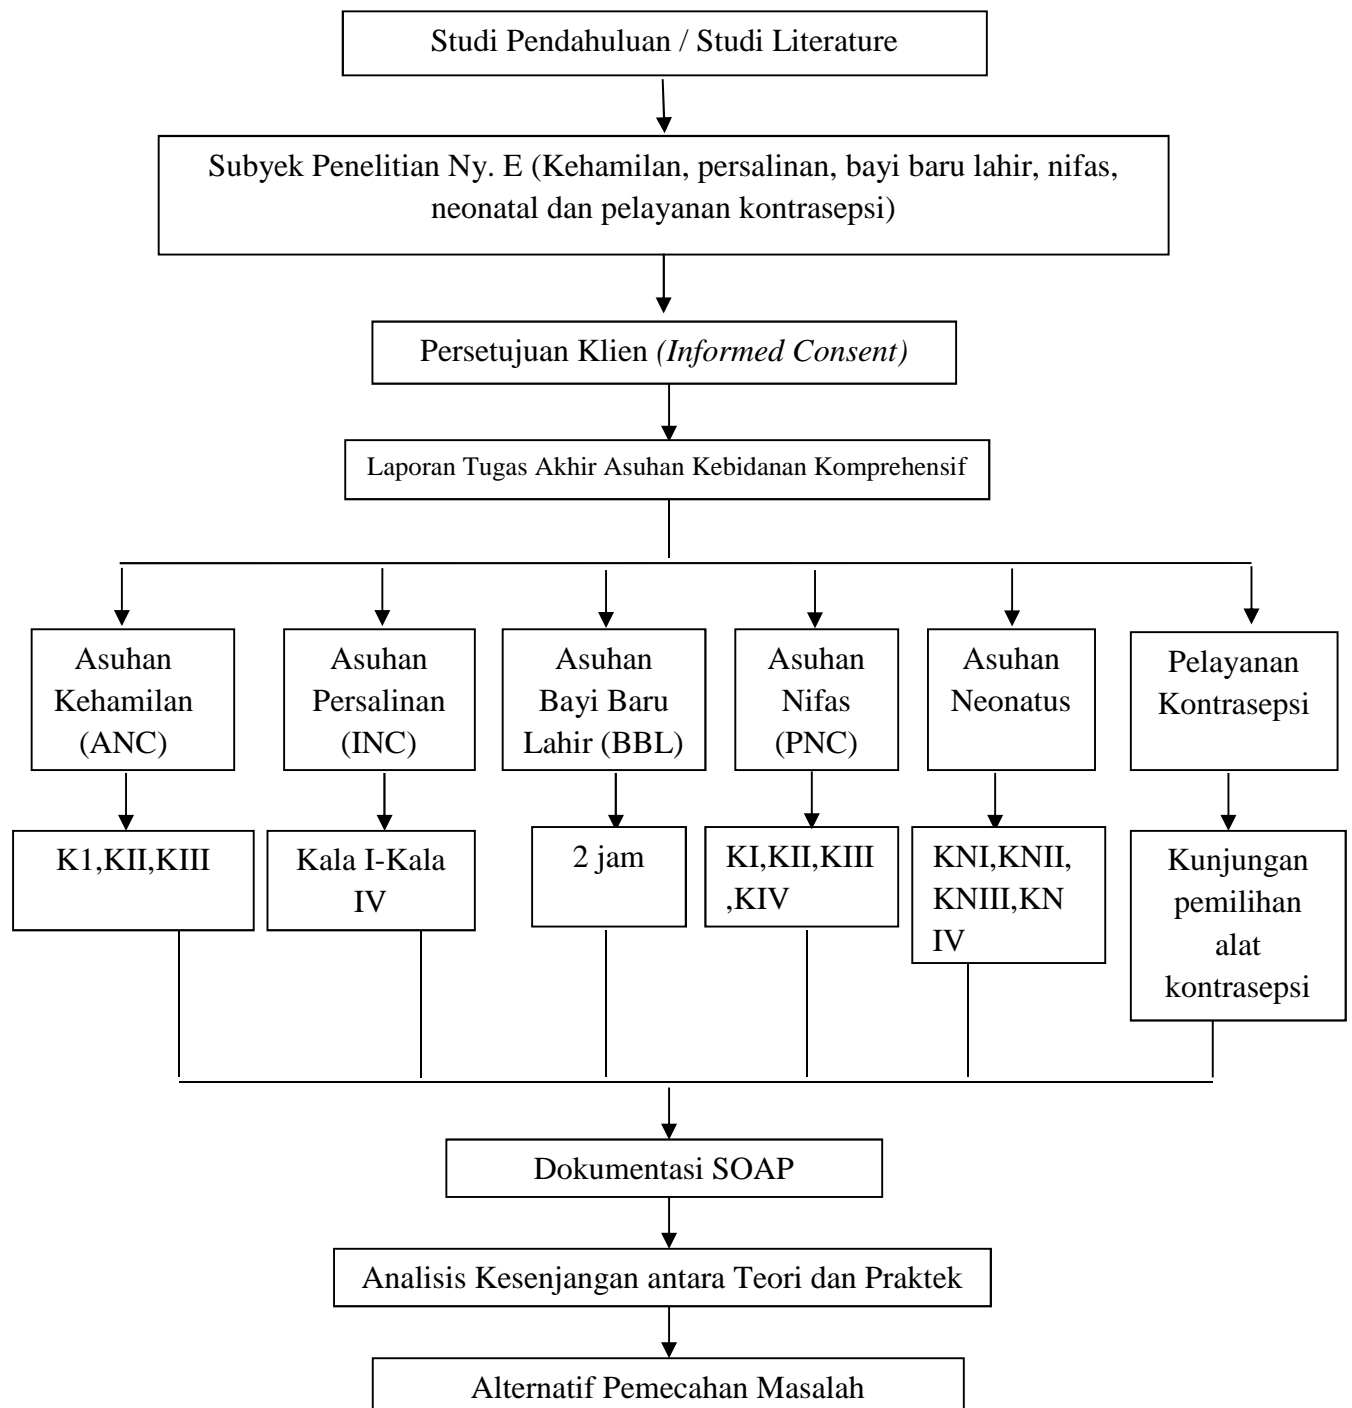 Studi Pendahuluan / Studi Literature
Subyek Penelitian Ny. E (Kehamilan, persalinan, bayi baru lahir, nifas,
neonatal dan pelayanan kontrasepsi)
Persetujuan Klien (Informed Consent)
Laporan Tugas Akhir Asuhan Kebidanan Komprehensif
Asuhan
Kehamilan
(ANC)
Asuhan
Persalinan
(INC)
Asuhan
Bayi Baru
Lahir (BBL)
Asuhan
Nifas
(PNC)
Asuhan
Neonatus
Pelayanan
Kontrasepsi
K1,KII,KIII
Kala I-Kala
IV
2 jam
KI,KII,KIII
,KIV
KNI,KNII,
KNIII,KN
IV
Kunjungan
pemilihan
alat
kontrasepsi
Dokumentasi SOAP
Analisis Kesenjangan antara Teori dan Praktek
Alternatif Pemecahan Masalah